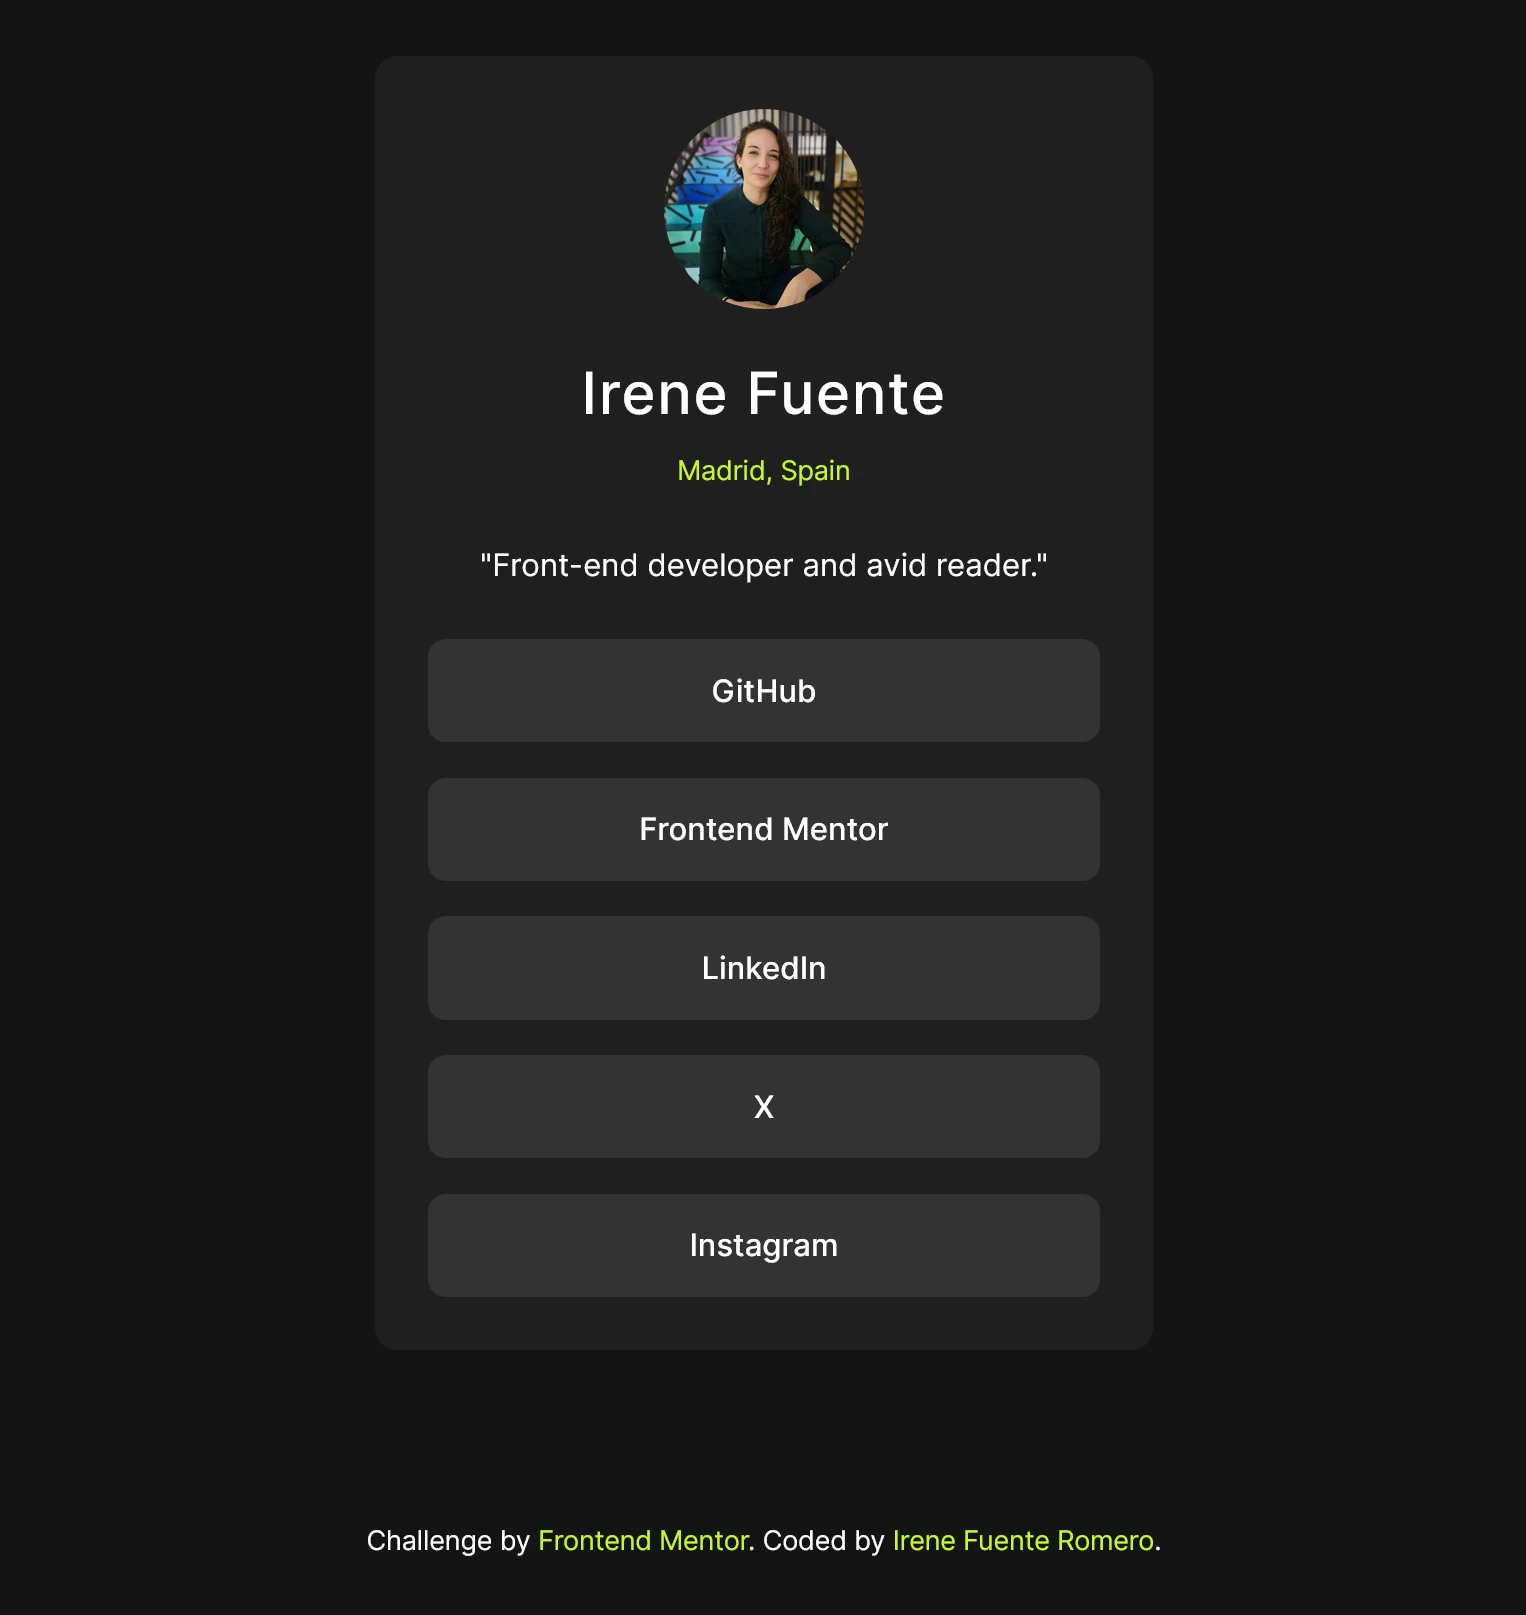 Irene Fuente
Madrid, Spain
"Front-end developer and avid reader."
GitHub
Frontend Mentor
LinkedIn
X
Instagram
Challenge by Frontend Mentor. Coded by Irene Fuente Romero.